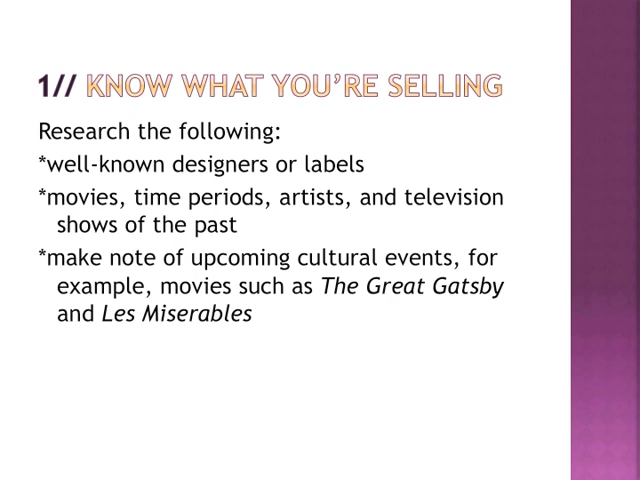 1// KNOW WHAT YOU’RE SELLING
Research the following:
*well-known designers or labels
*movies, time periods, artists, and television
shows of the past
*make note of upcoming cultural events, for
example, movies such as The Great Gatsby
and Les Miserables